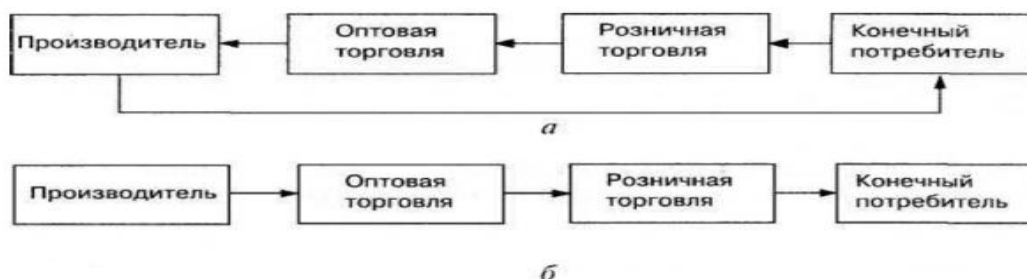 Производитель
Оптовая
торговля
Розничная
торговля
Конечный
потребитель
а
Производитель
Оптовая
торговля
Розничная
торговля
Конечный
потребитель
б